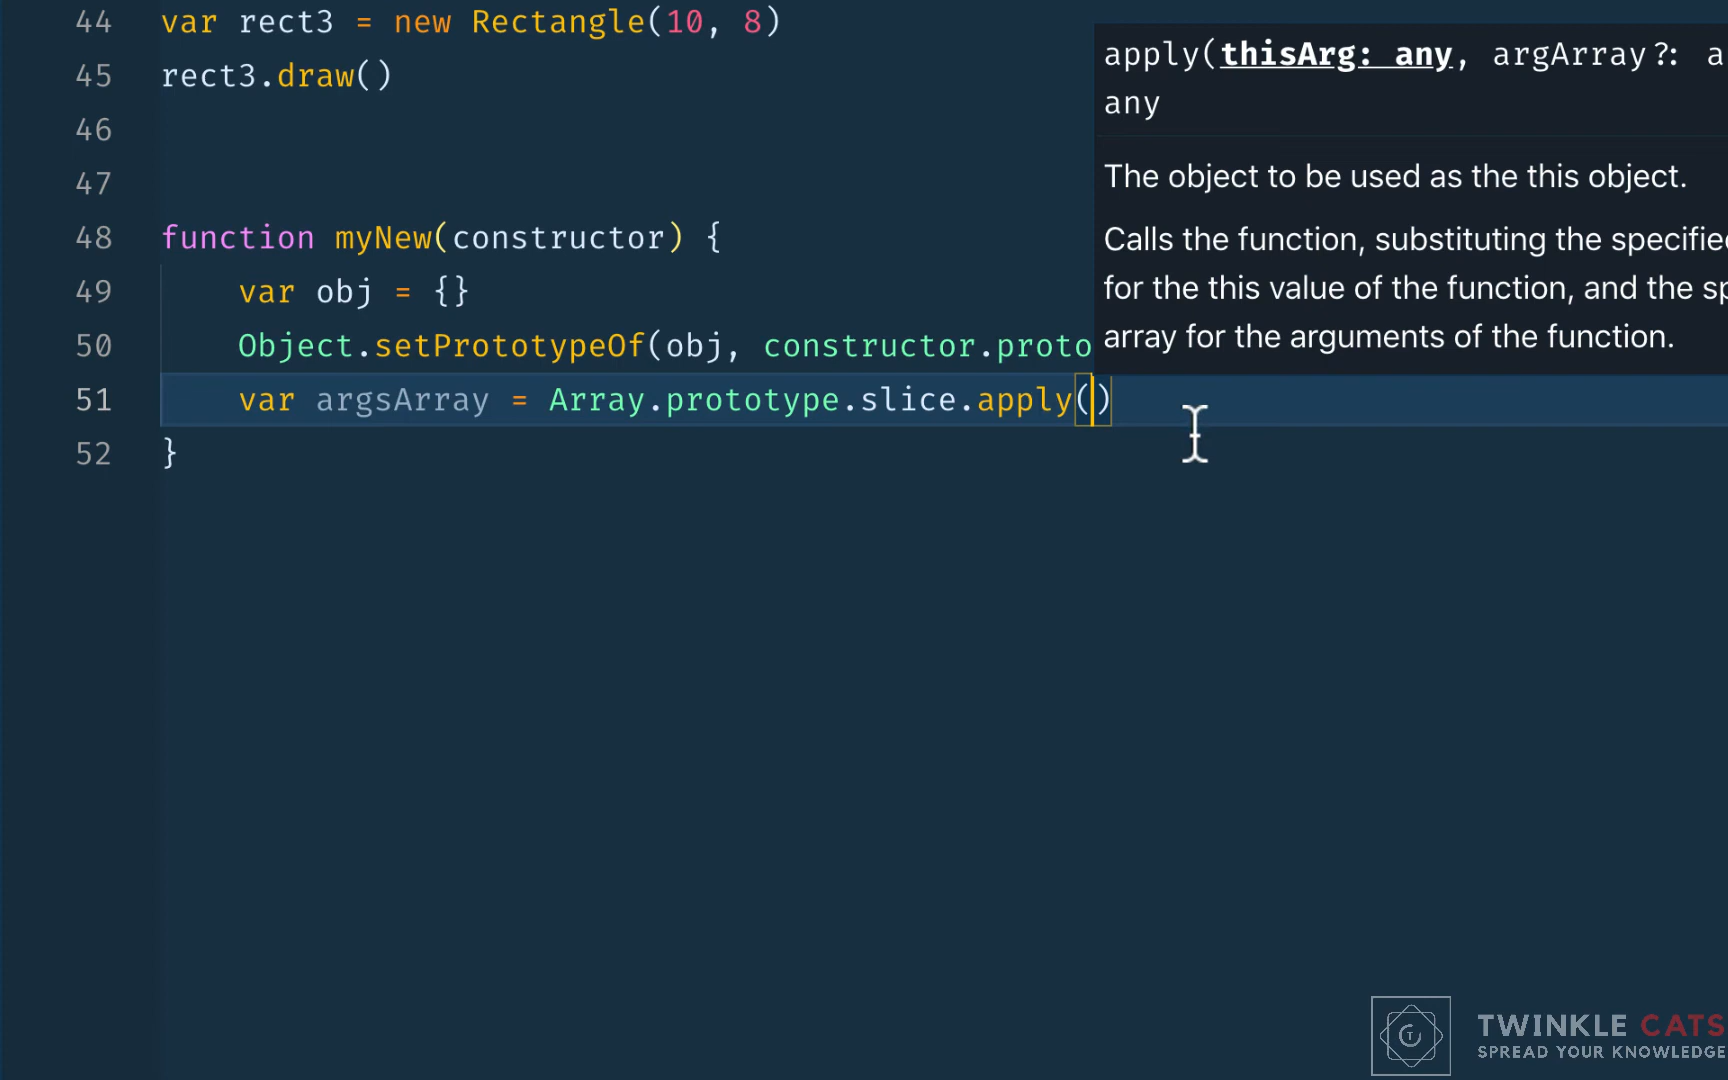 44 var rect3 = new Rectangle(10, 8)
45 rect3.draw()
46
47
48 function myNew(constructor) {
49 var obj = {}
50 Object.setPrototypeOf(obj, constructor.proto
51 var argsArray = Array.prototype.slice.apply()
52 }
apply(thisArg: any, argArray?: a
any
The object to be used as the this object.
Calls the function, substituting the specified
for the this value of the function, and the sp
array for the arguments of the function.
TWINKLE CATS
SPREAD YOUR KNOWLEDGE